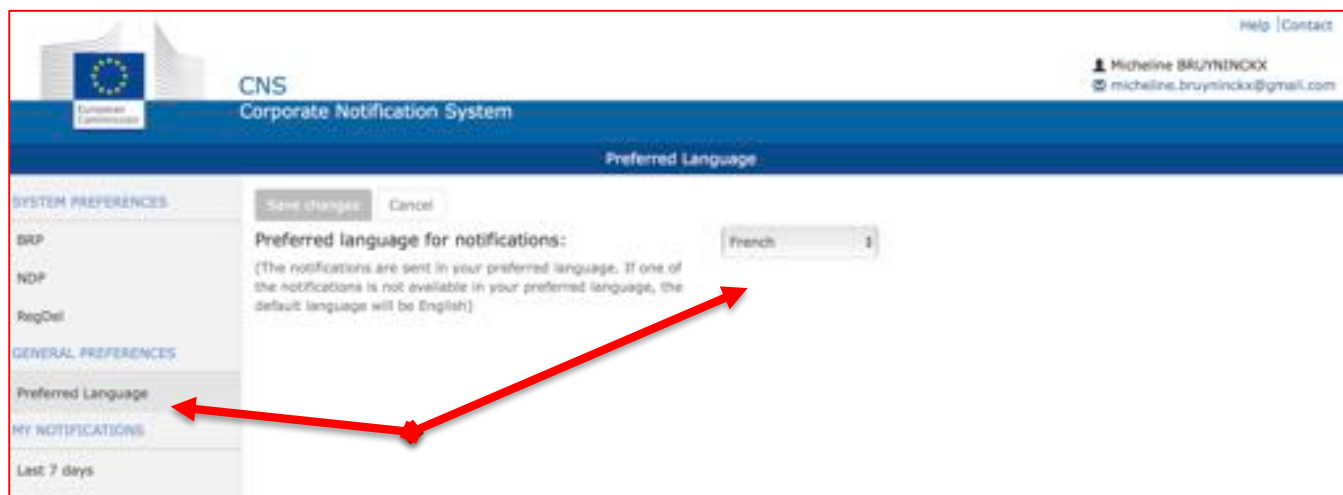 Help |Contact
Micheline BRUYNINCKX
micheline.bruyninckx@gmail.com
European
Commission
CNS
Corporate Notification System
Preferred Language
SYSTEM PREFERENCES
BRP
NDP
RegDel
GENERAL PREFERENCES
Preferred Language
MY NOTIFICATIONS
Last 7 days
Save changes Cancel
Preferred language for notifications: French
(The notifications are sent in your preferred language. If one of
the notifications is not available in your preferred language, the
default language will be English)